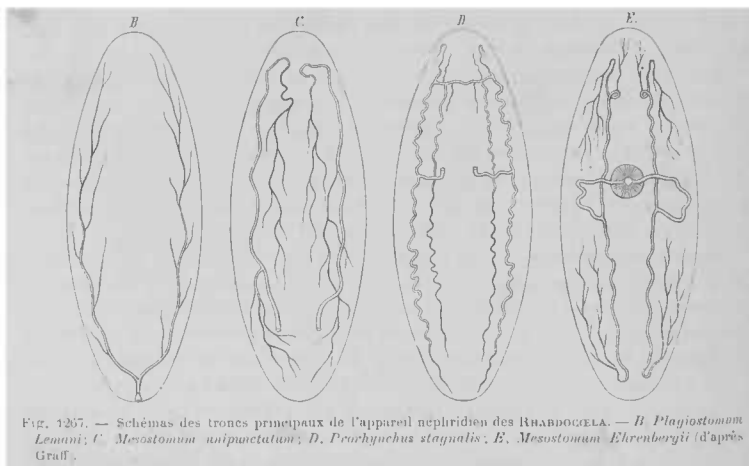 B C. D E.
Fig. 1267. — Schémas des troncs principaux de l'appareil néphridien des RHABDOCŒLA. — B Plagiostomum
Lemani; C. Mesostomum unipunctatum; D. Prorhynchus stagnalis; E. Mesostomum Ehrenbergii (d'après
Graff.